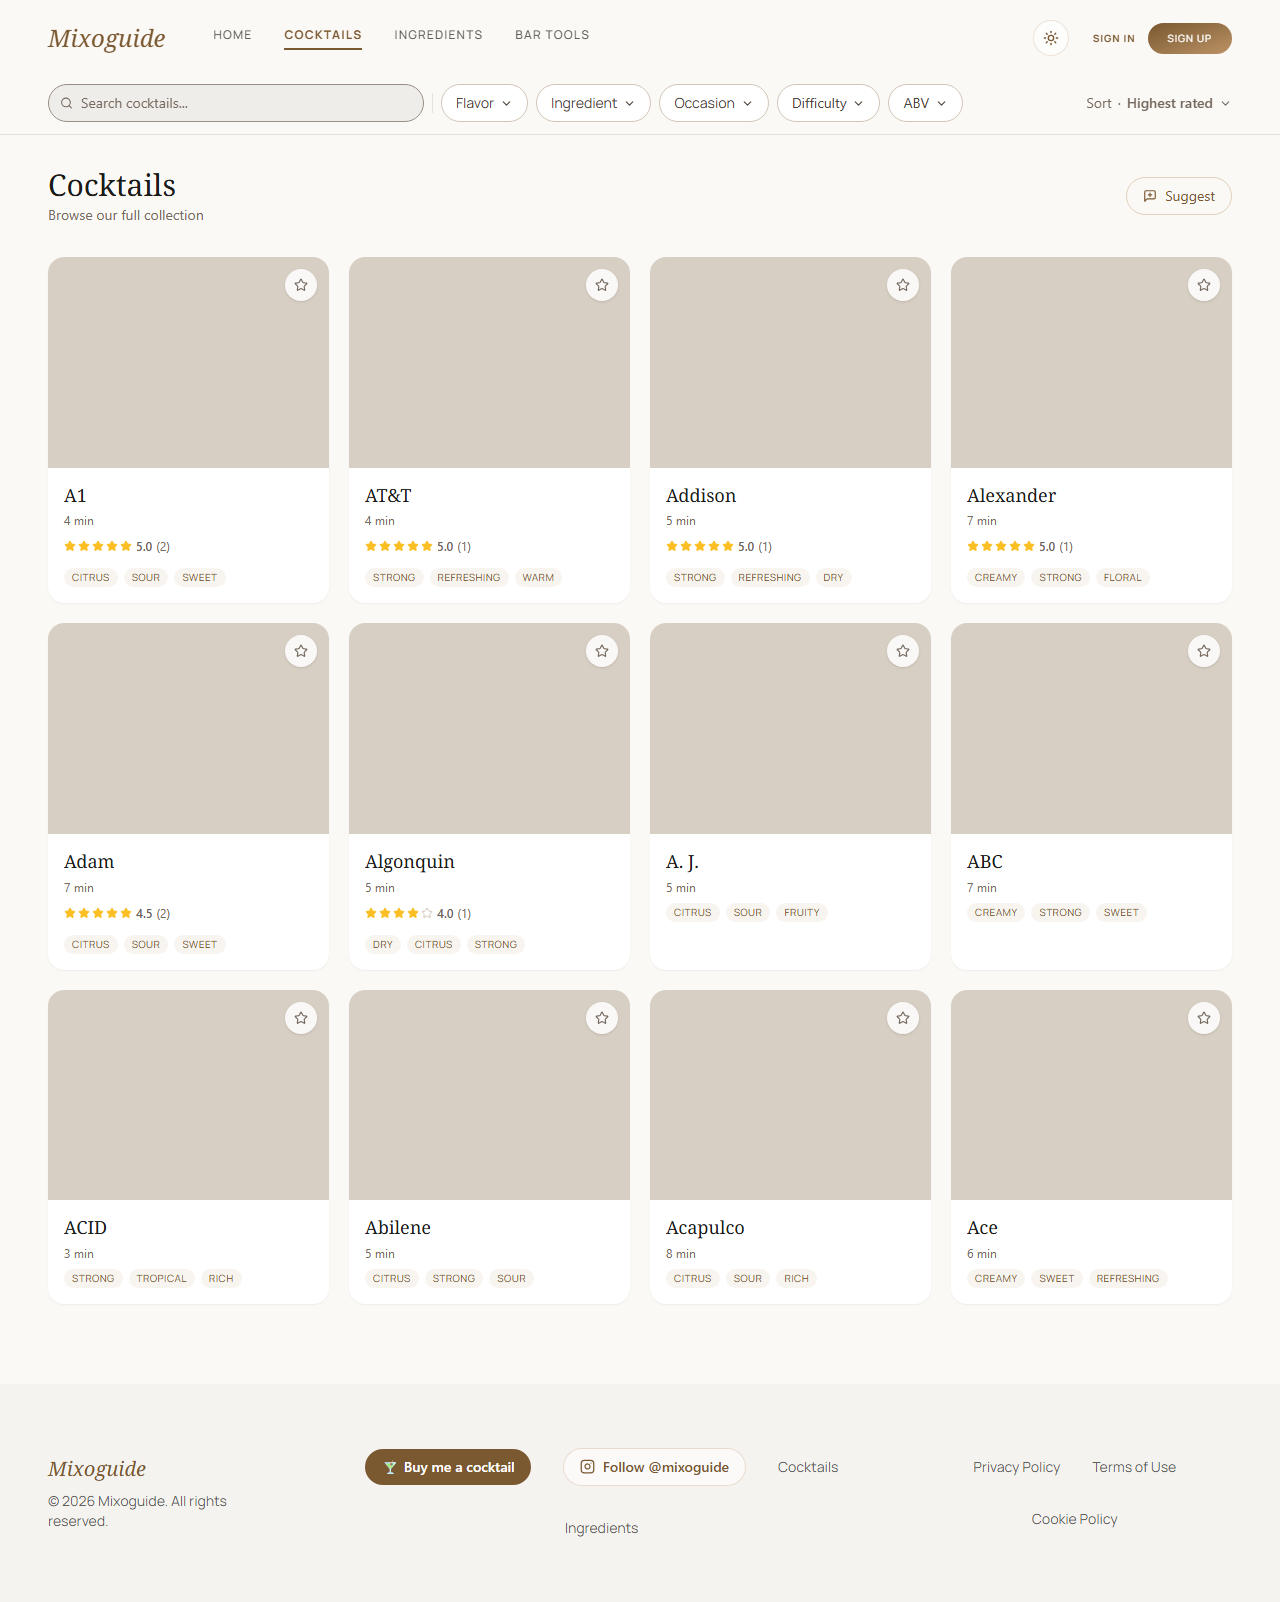 Mixoguide
HOME
COCKTAILS
INGREDIENTS
BAR TOOLS
SIGN IN
SIGN UP
Search cocktails...
Flavor
Ingredient
Occasion
Difficulty
ABV
Sort · Highest rated
Cocktails
Browse our full collection
Suggest
A1
4 min
5.0 (2)
CITRUS SOUR SWEET
AT&T
4 min
5.0 (1)
STRONG REFRESHING WARM
Addison
5 min
5.0 (1)
STRONG REFRESHING DRY
Alexander
7 min
5.0 (1)
CREAMY STRONG FLORAL
Adam
7 min
4.5 (2)
CITRUS SOUR SWEET
Algonquin
5 min
4.0 (1)
DRY CITRUS STRONG
A. J.
5 min
CITRUS SOUR FRUITY
ABC
7 min
CREAMY STRONG SWEET
ACID
3 min
STRONG TROPICAL RICH
Abilene
5 min
CITRUS STRONG SOUR
Acapulco
8 min
CITRUS SOUR RICH
Ace
6 min
CREAMY SWEET REFRESHING
Mixoguide
© 2026 Mixoguide. All rights
reserved.
Buy me a cocktail
Follow @mixoguide
Cocktails
Ingredients
Privacy Policy
Terms of Use
Cookie Policy